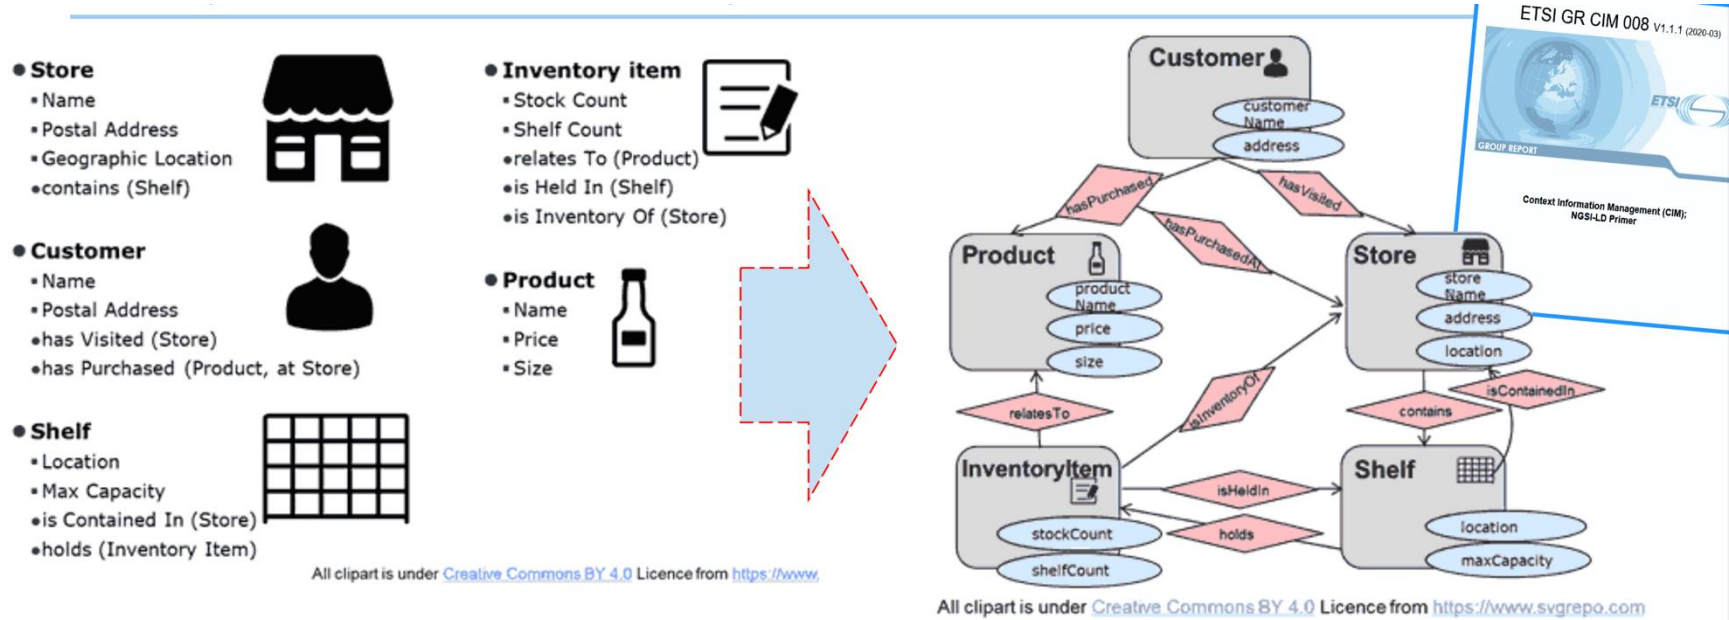 Store
Name
Postal Address
Geographic Location
contains (Shelf)
Customer
Name
Postal Address
has Visited (Store)
has Purchased (Product, at Store)
Shelf
Location
Max Capacity
is Contained In (Store)
holds (Inventory Item)
Inventory item
Stock Count
Shelf Count
relates To (Product)
is Held In (Shelf)
is Inventory Of (Store)
Product
Name
Price
Size
All clipart is under Creative Commons BY 4.0 Licence from https://www.
Customer
customer
Name
address
hasPurchased
hasVisited
hasPurchasedAt
Product
product
Name
price
size
Store
store
Name
address
location
relatesTo
isInventoryOf
contains
isContainedIn
InventoryItem
stockCount
shelfCount
isHeldIn
holds
Shelf
location
maxCapacity
All clipart is under Creative Commons BY 4.0 Licence from https://www.svgrepo.com
ETSI GR CIM 008 V1.1.1 (2020-03)
ETSI
GROUP REPORT
Context Information Management (CIM);
NGSI-LD Primer